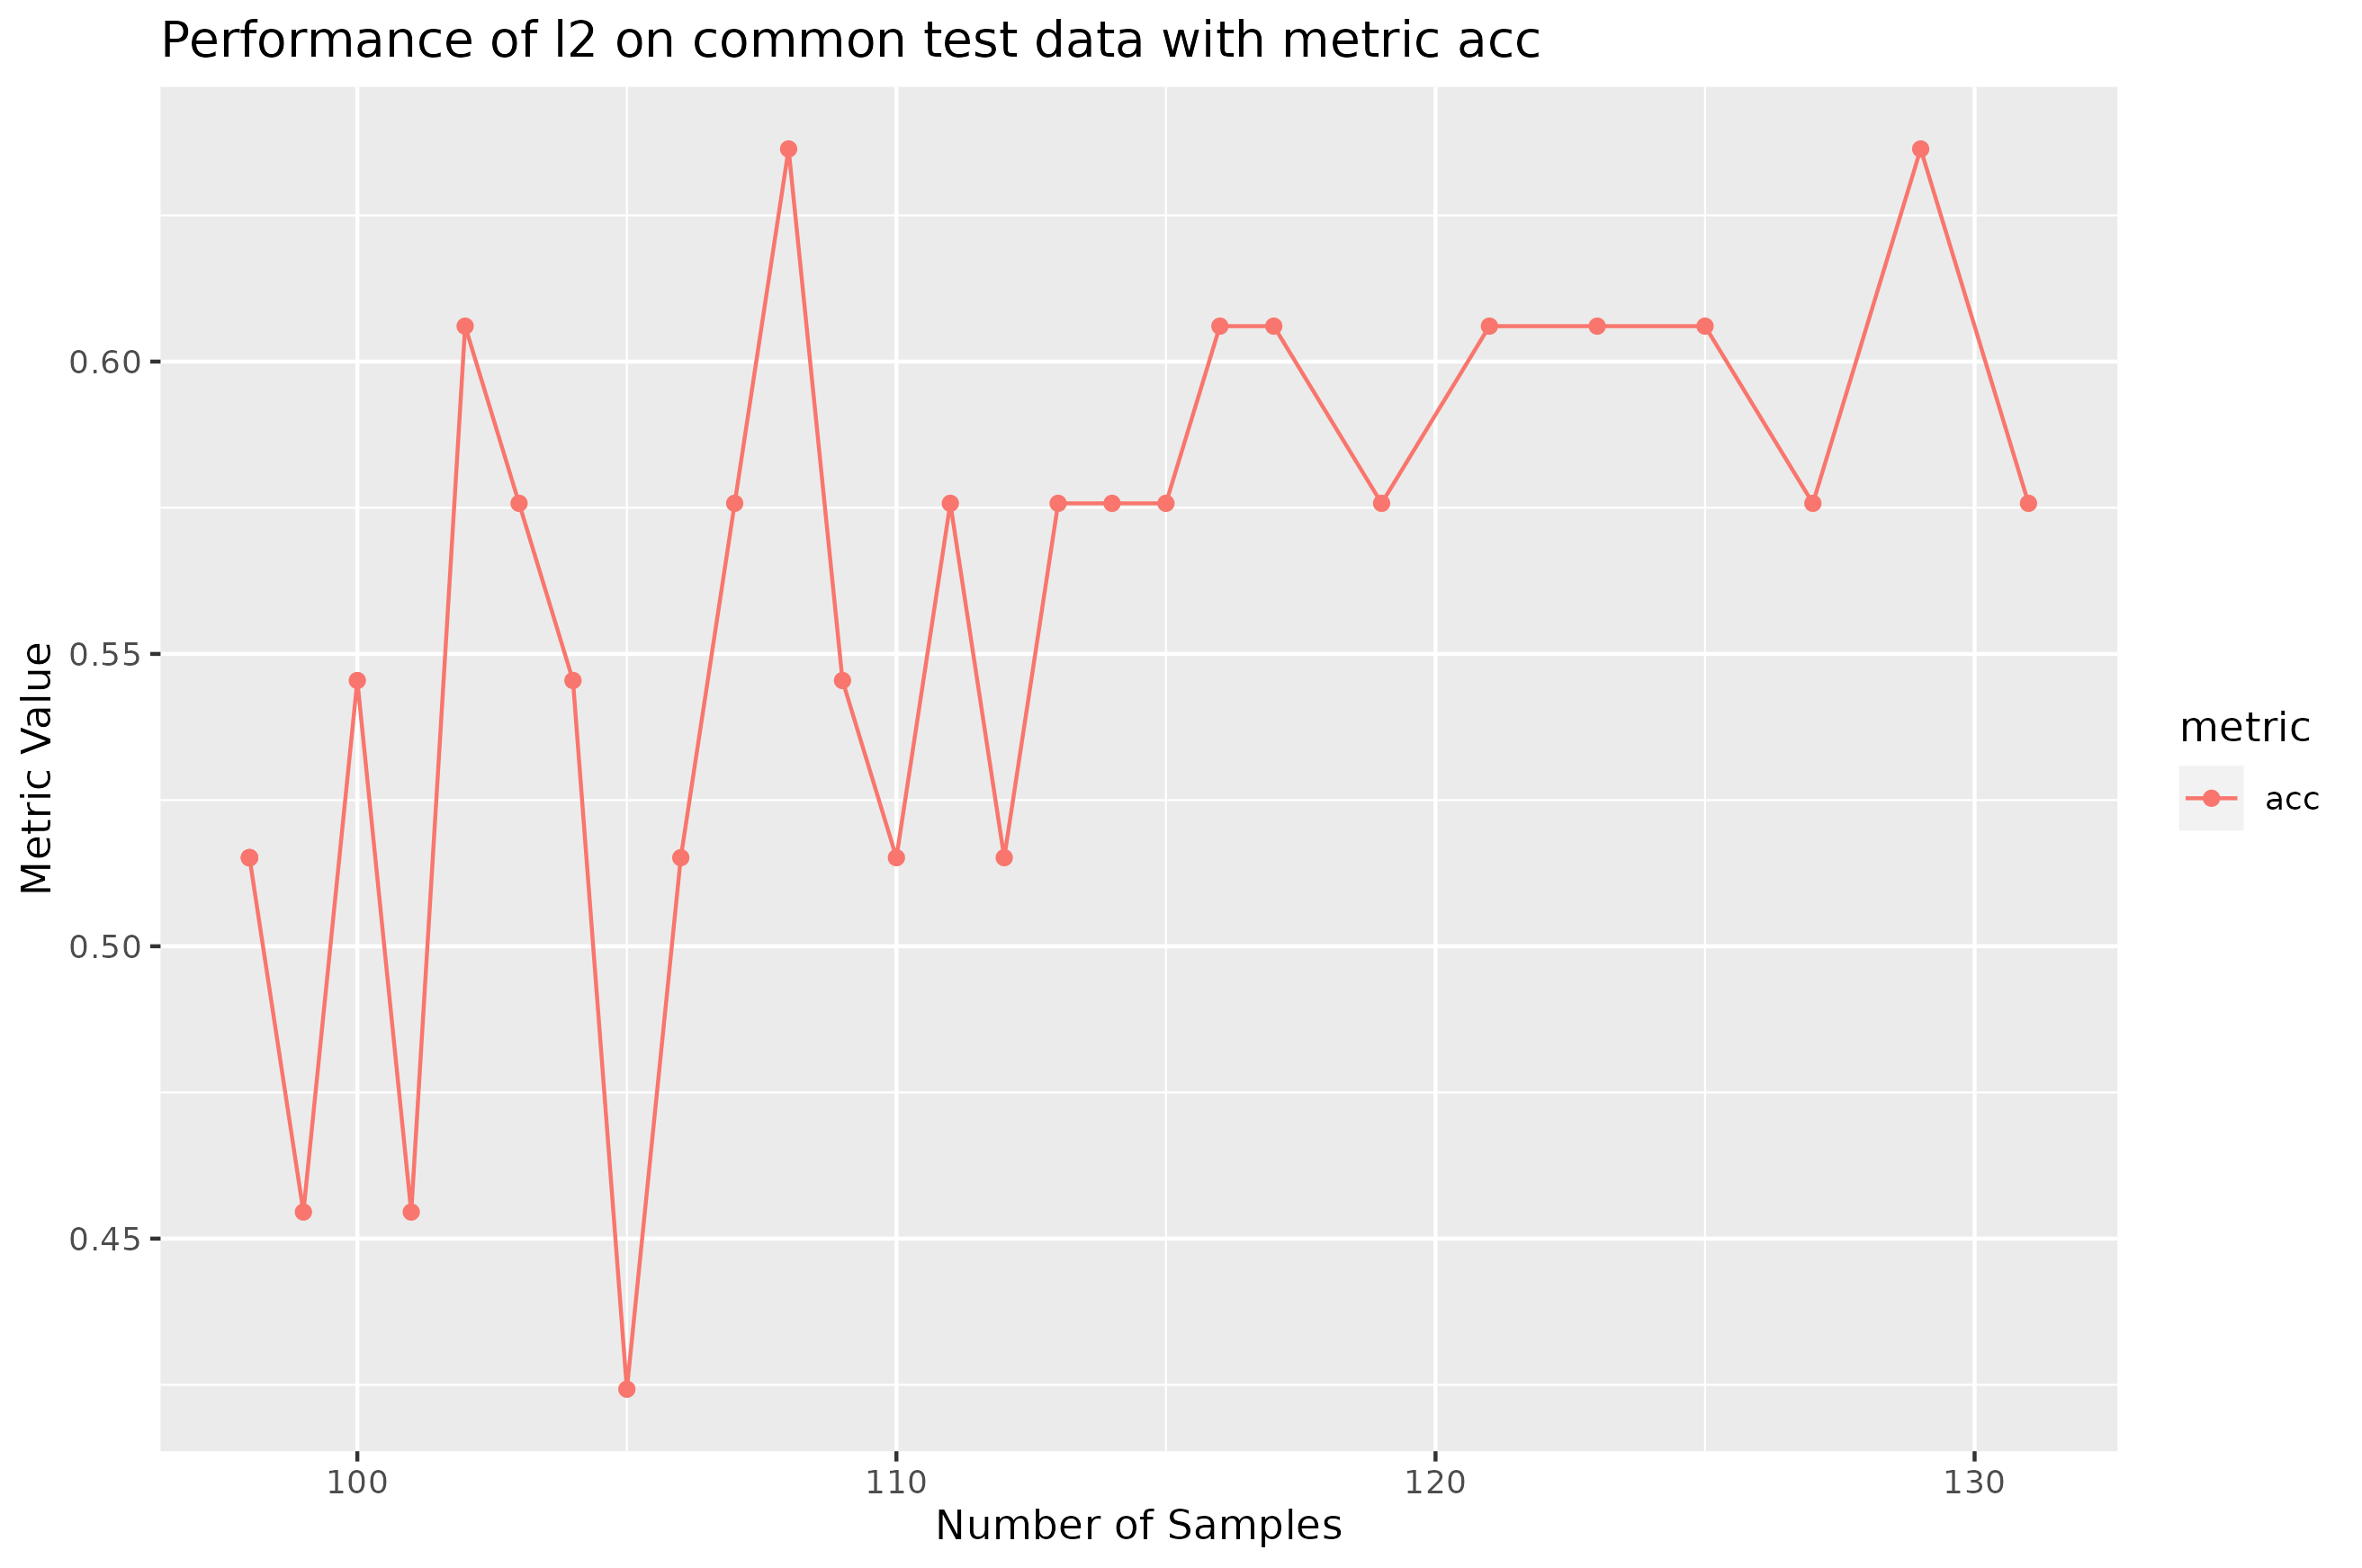 Performance of l2 on common test data with metric acc
Metric Value
0.60
0.55
0.50
0.45
100
110
120
130
Number of Samples
metric
acc